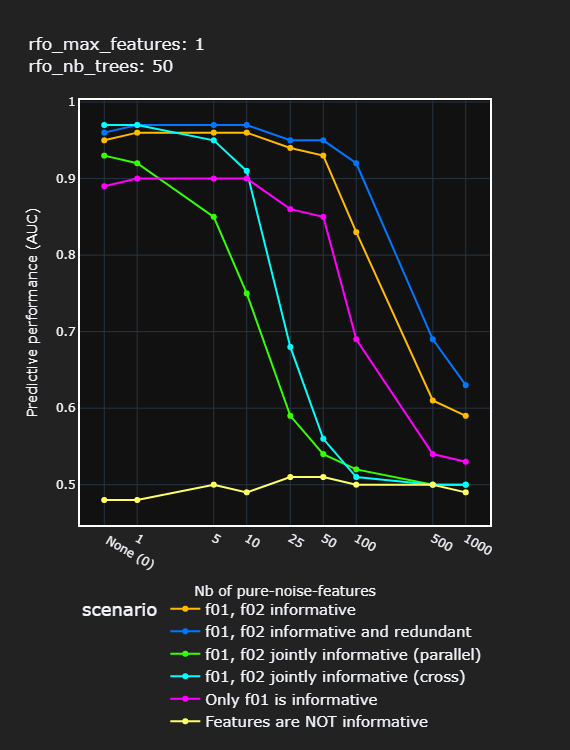 rfo_max_features: 1
rfo_nb_trees: 50
1
0.9
0.8
0.7
0.6
0.5
Predictive performance (AUC)
None (0)
1
5
10
25
50
100
500
1000
Nb of pure-noise-features
scenario
f01, f02 informative
f01, f02 informative and redundant
f01, f02 jointly informative (parallel)
f01, f02 jointly informative (cross)
Only f01 is informative
Features are NOT informative